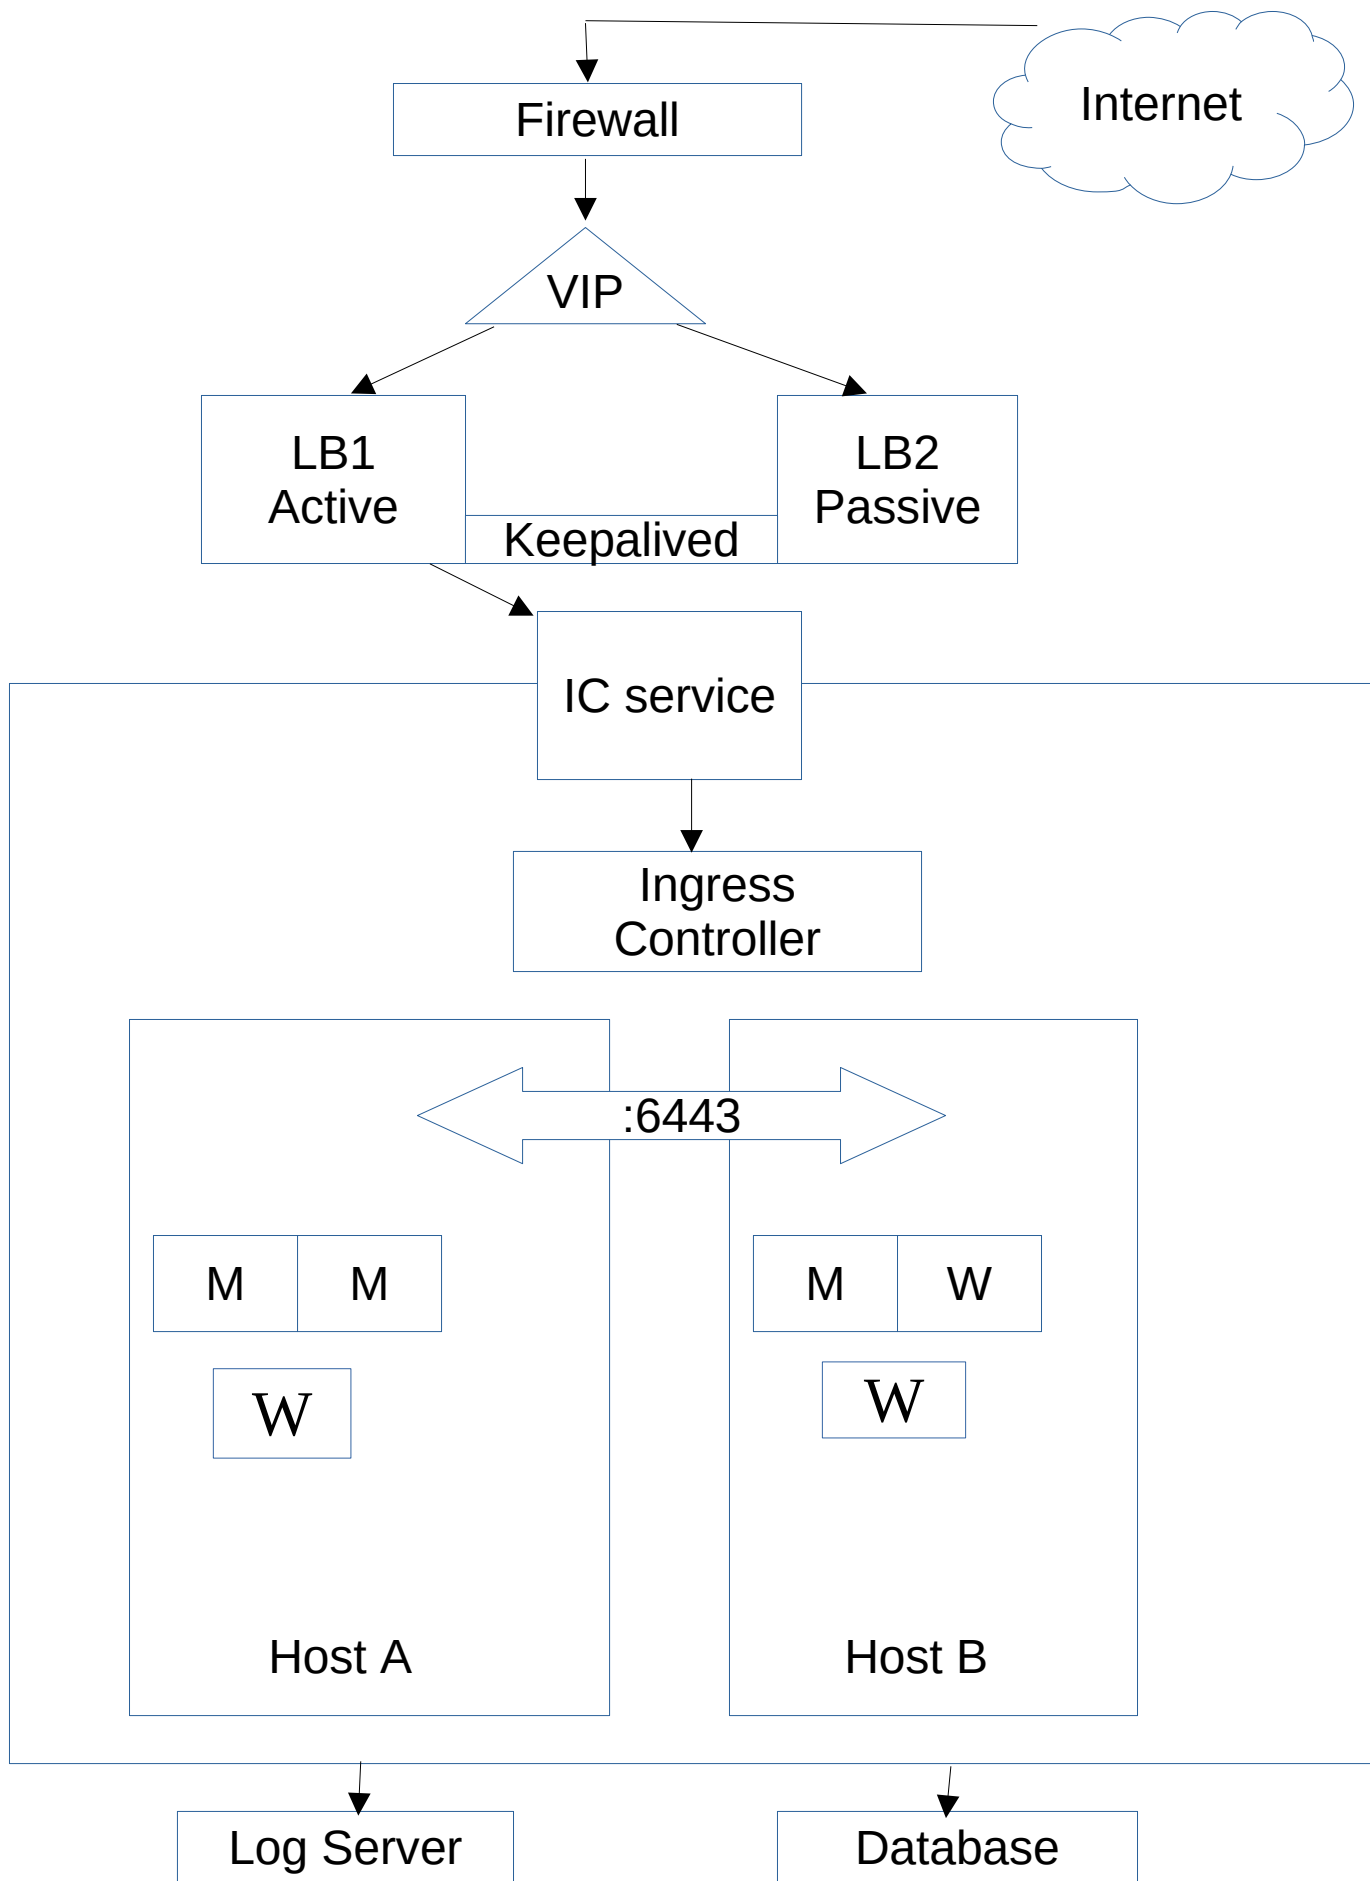 Internet
Firewall
VIP
LB1
Active
LB2
Passive
Keepalived
IC service
Ingress
Controller
:6443
M
M
M
W
W
W
Host A
Host B
Log Server
Database